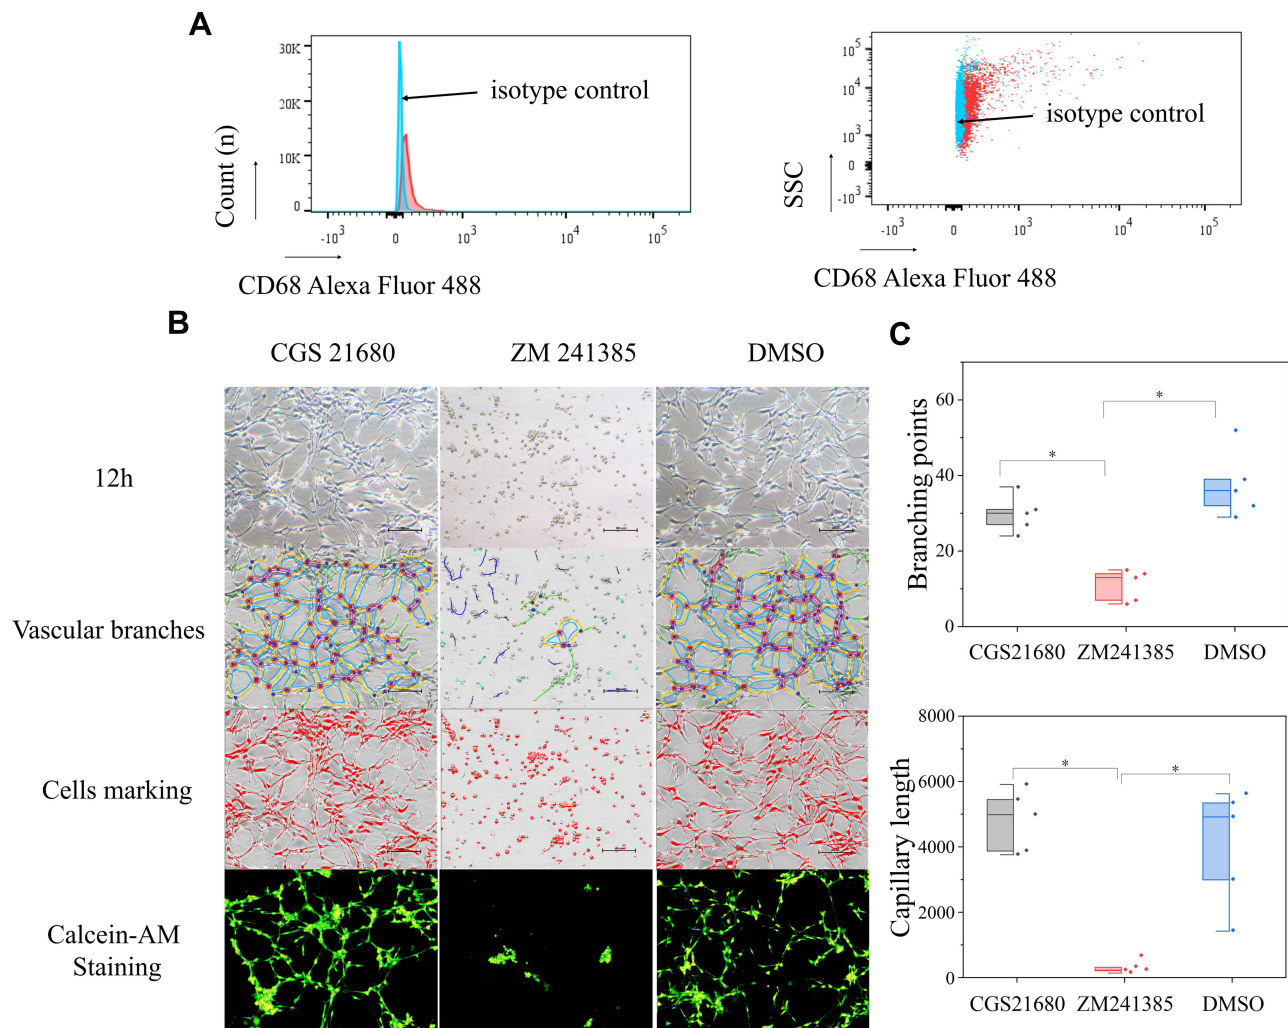 A
30K
20K
10K
0
Count (n)
isotype control
-10³
0
10³
10⁴
10⁵
CD68 Alexa Fluor 488
10⁵
10⁴
10³
0
-10³
SSC
isotype control
-10³
0
10³
10⁴
10⁵
CD68 Alexa Fluor 488
B
CGS 21680
ZM 241385
DMSO
12h
Vascular branches
Cells marking
Calcein-AM
Staining
C
Branching points
60
40
20
0
*
*
CGS21680
ZM241385
DMSO
Capillary length
8000
6000
4000
2000
0
*
*
CGS21680
ZM241385
DMSO